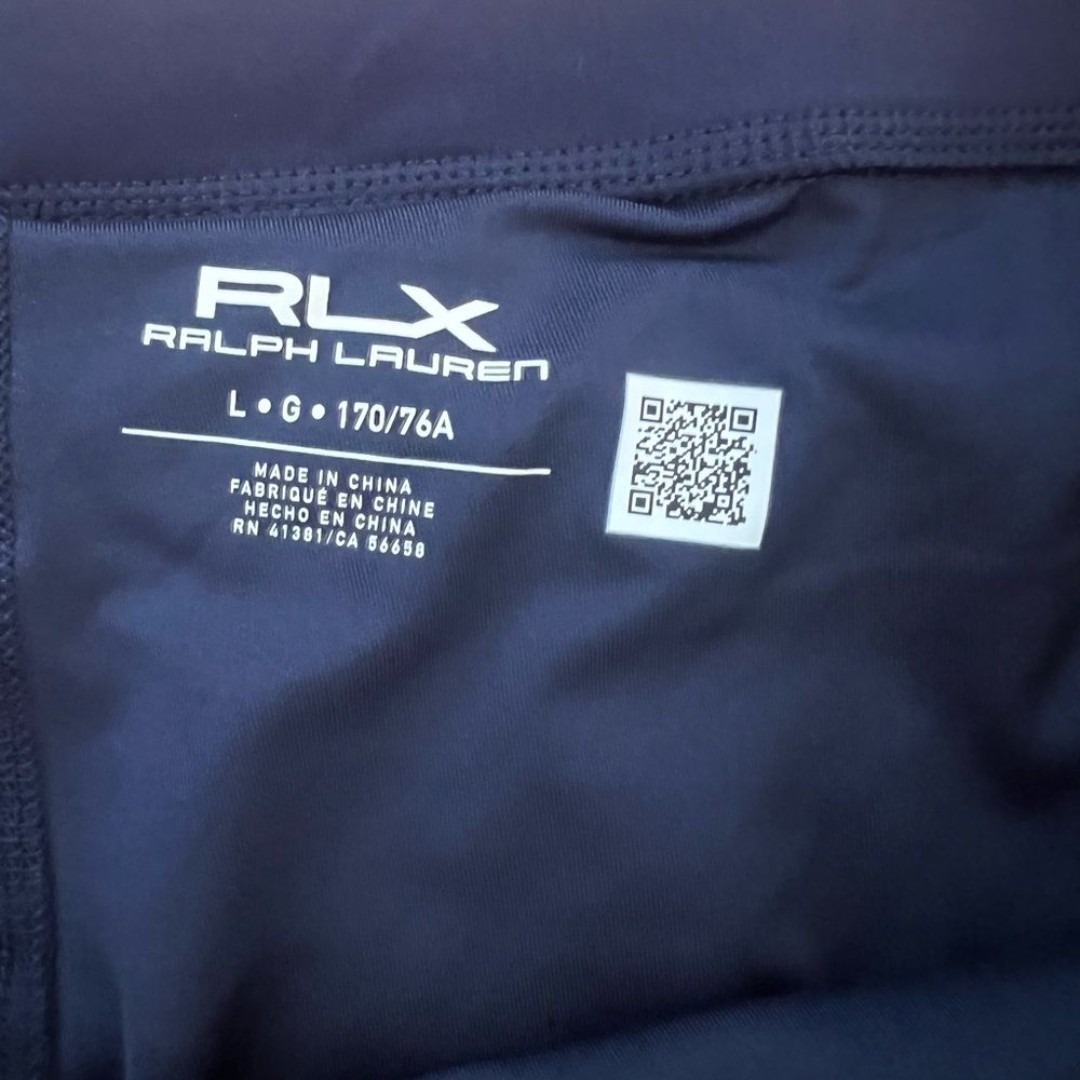 RLX
RALPH LAUREN
L • G • 170/76A
MADE IN CHINA
FABRIQUÉ EN CHINE
HECHO EN CHINA
RN 41381/CA 56658